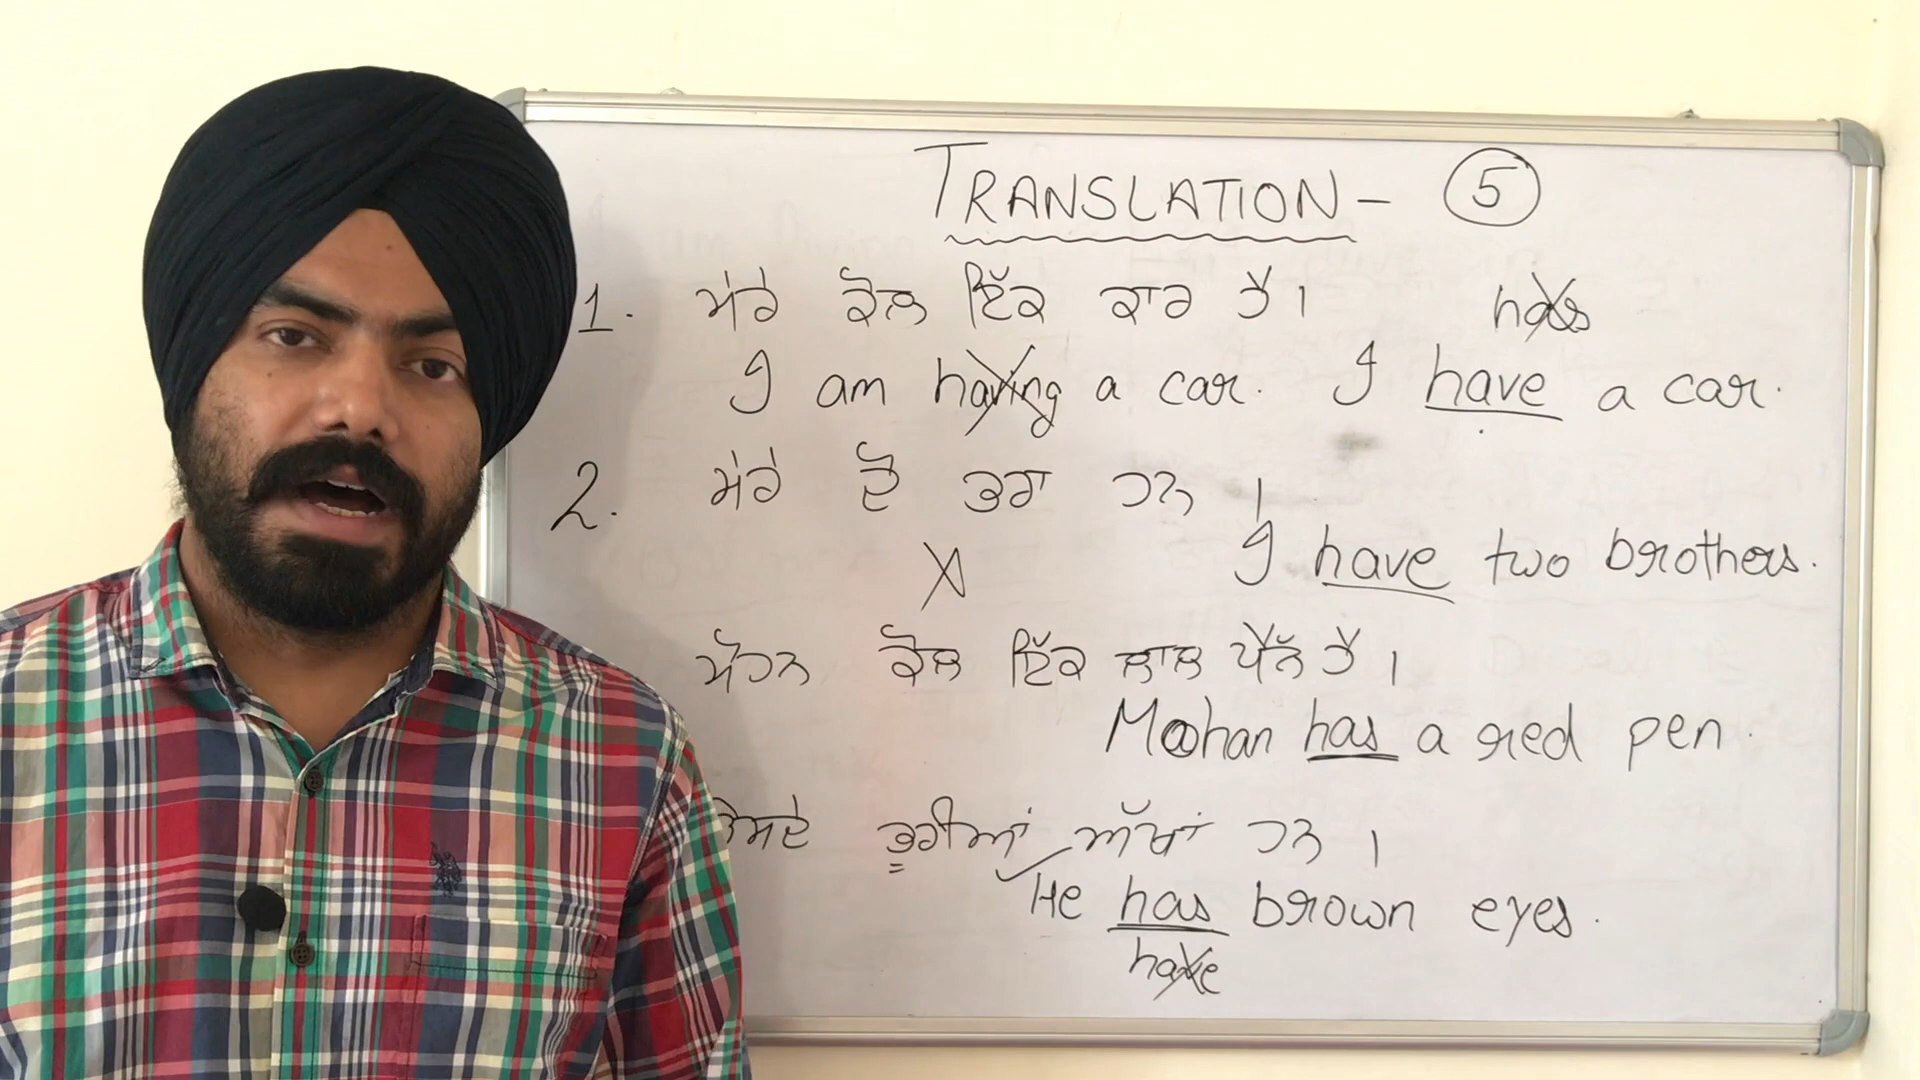 TRANSLATION - 5
1. ਮੇਰੇ ਕੋਲ ਇੱਕ ਕਾਰ ਹੈ। has
I am having a car. I have a car.
2. ਮੇਰੇ ਦੋ ਭਰਾ ਹਨ।
X I have two brothers.
ਮੋਹਨ ਕੋਲ ਇੱਕ ਲਾਲ ਪੈੱਨ ਹੈ।
Mohan has a red pen.
ਭੂਰੀਆਂ ਅੱਖਾਂ ਹਨ।
He has brown eyes.
have